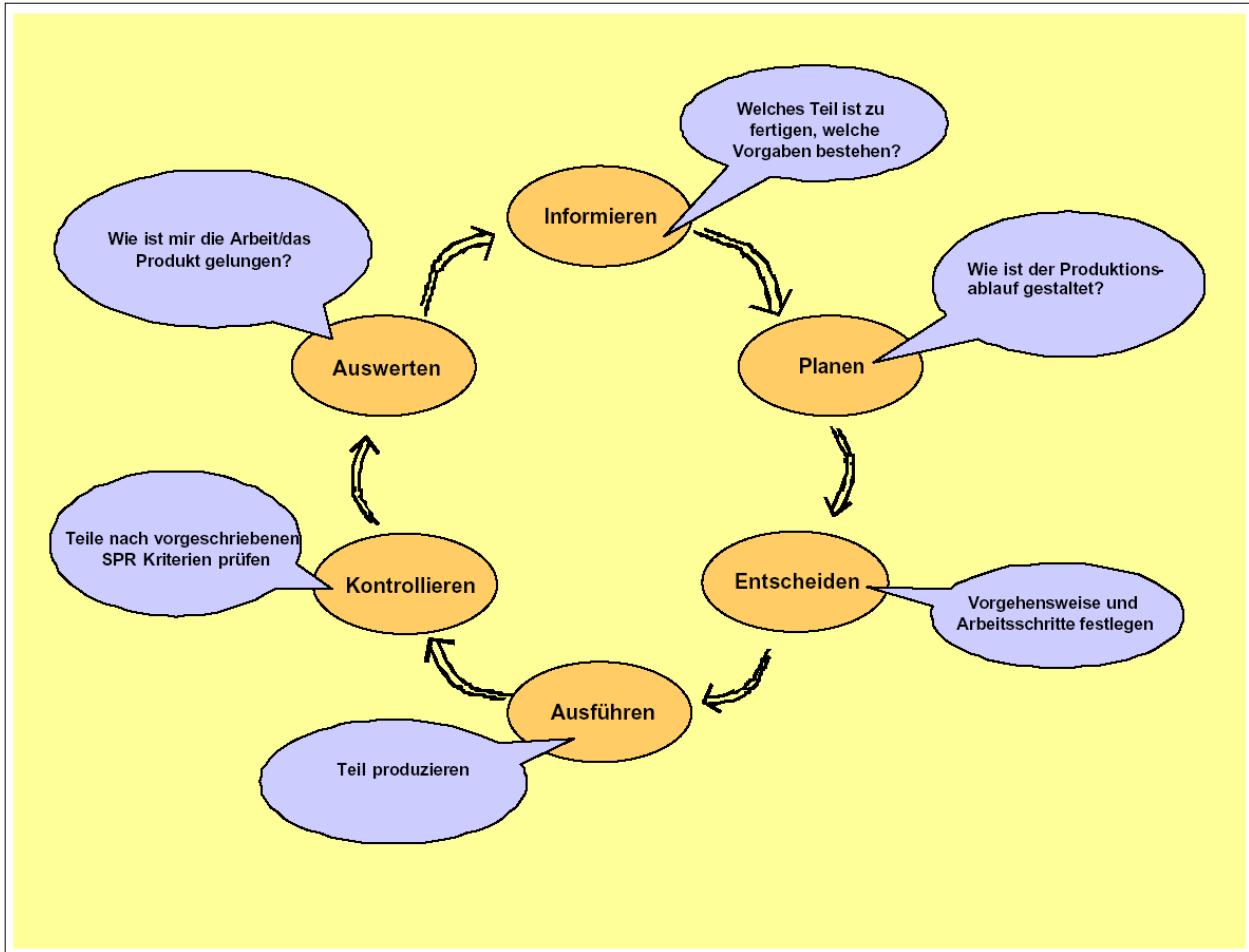 Welches Teil ist zu
fertigen, welche
Vorgaben bestehen?
Informieren
Wie ist mir die Arbeit/das
Produkt gelungen?
Wie ist der Produktions-
ablauf gestaltet?
Auswerten
Planen
Teile nach vorgeschriebenen
SPR Kriterien prüfen
Kontrollieren
Entscheiden
Vorgehensweise und
Arbeitsschritte festlegen
Ausführen
Teil produzieren